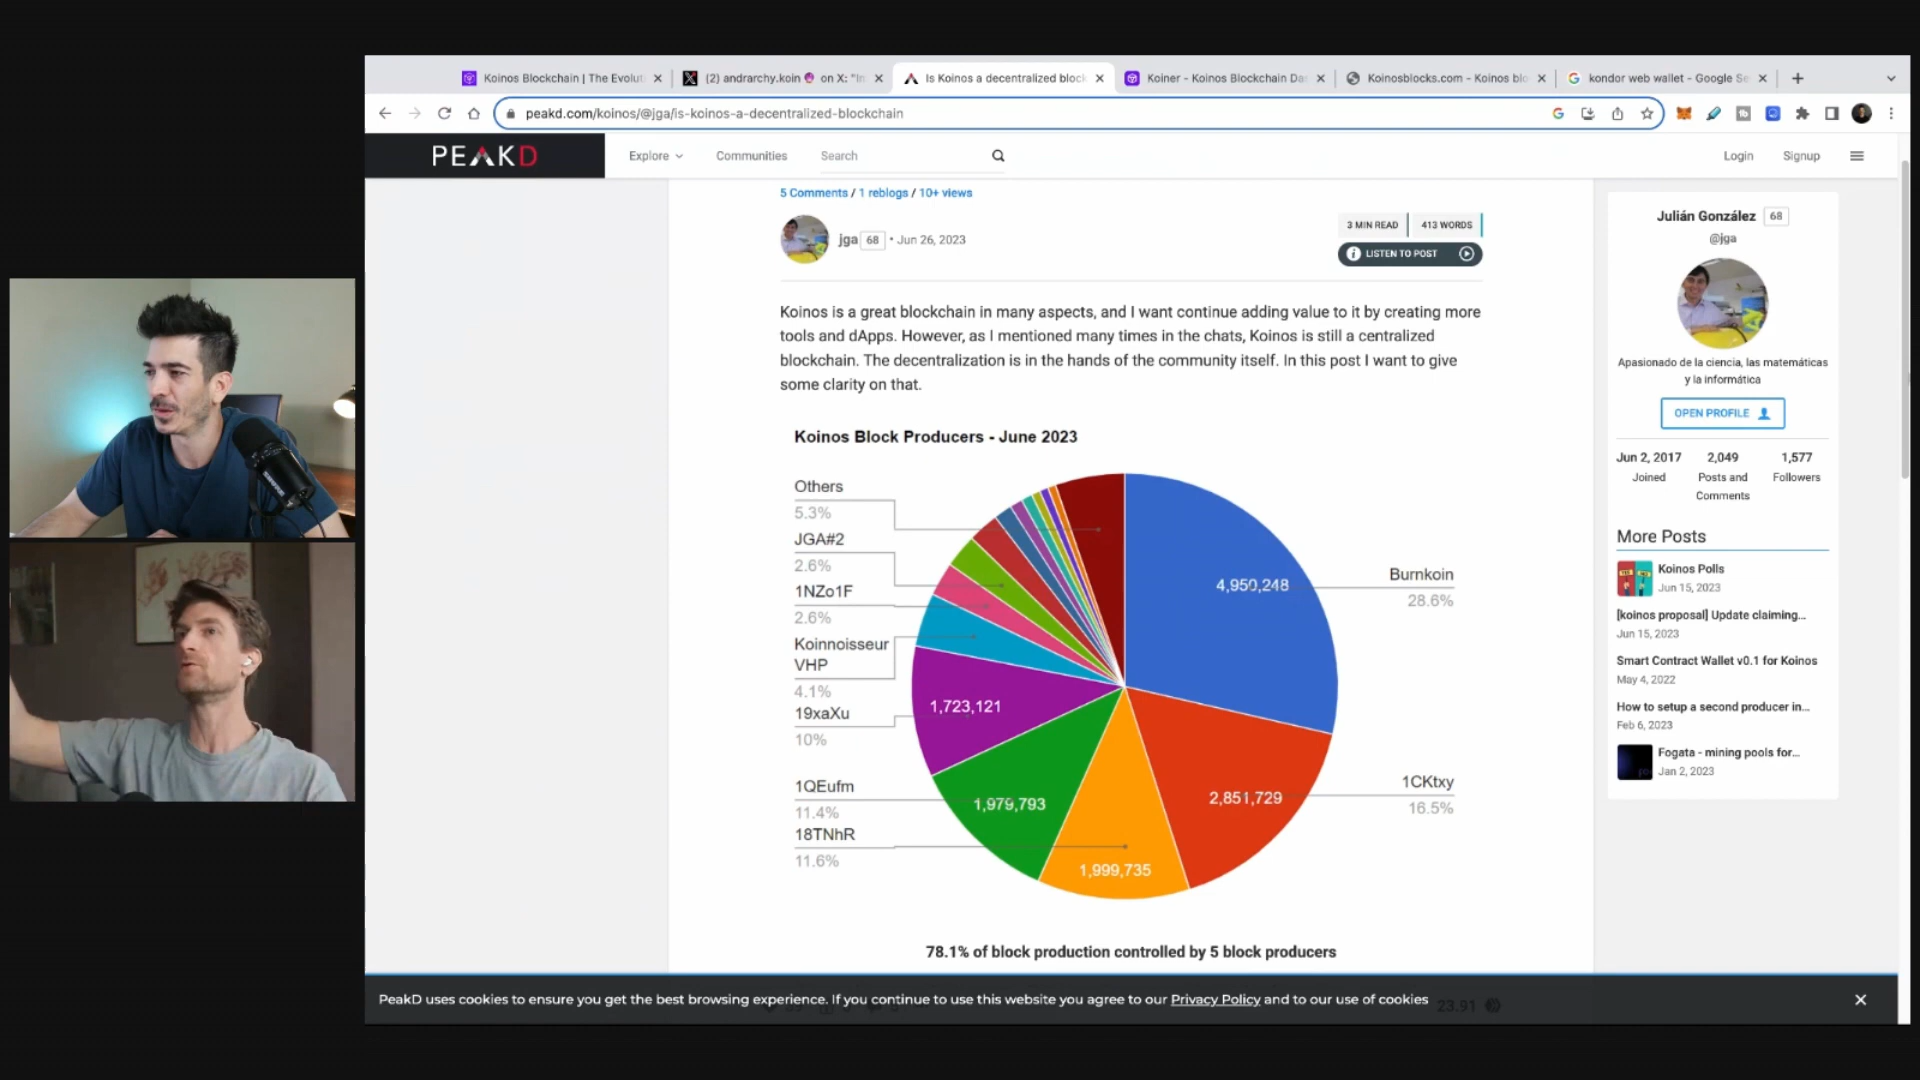 Koinos Blockchain | The Evolut
(2) andrarchy.koin on X: "In
Is Koinos a decentralized block
Koiner - Koinos Blockchain Das
Koinosblocks.com - Koinos blo
kondor web wallet - Google Se
peakd.com/koinos/@jga/is-koinos-a-decentralized-blockchain
PEAKD
Explore
Communities
Search
Login
Signup
5 Comments / 1 reblogs / 10+ views
jga 68 • Jun 26, 2023
3 MIN READ
413 WORDS
LISTEN TO POST
Koinos is a great blockchain in many aspects, and I want continue adding value to it by creating more
tools and dApps. However, as I mentioned many times in the chats, Koinos is still a centralized
blockchain. The decentralization is in the hands of the community itself. In this post I want to give
some clarity on that.
Koinos Block Producers - June 2023
Others
5.3%
JGA#2
2.6%
1NZo1F
2.6%
Koinnoisseur
VHP
4.1%
19xaXu
10%
1QEufm
11.4%
18TNhR
11.6%
4,950,248
2,851,729
1,999,735
1,979,793
1,723,121
Burnkoin
28.6%
1CKtxy
16.5%
78.1% of block production controlled by 5 block producers
Julián González 68
@jga
Apasionado de la ciencia, las matemáticas
y la informática
OPEN PROFILE
Jun 2, 2017
Joined
2,049
Posts and
Comments
1,577
Followers
More Posts
Koinos Polls
Jun 15, 2023
[koinos proposal] Update claiming...
Jun 15, 2023
Smart Contract Wallet v0.1 for Koinos
May 4, 2022
How to setup a second producer in...
Feb 6, 2023
Fogata - mining pools for...
Jan 2, 2023
PeakD uses cookies to ensure you get the best browsing experience. If you continue to use this website you agree to our Privacy Policy and to our use of cookies
23.91